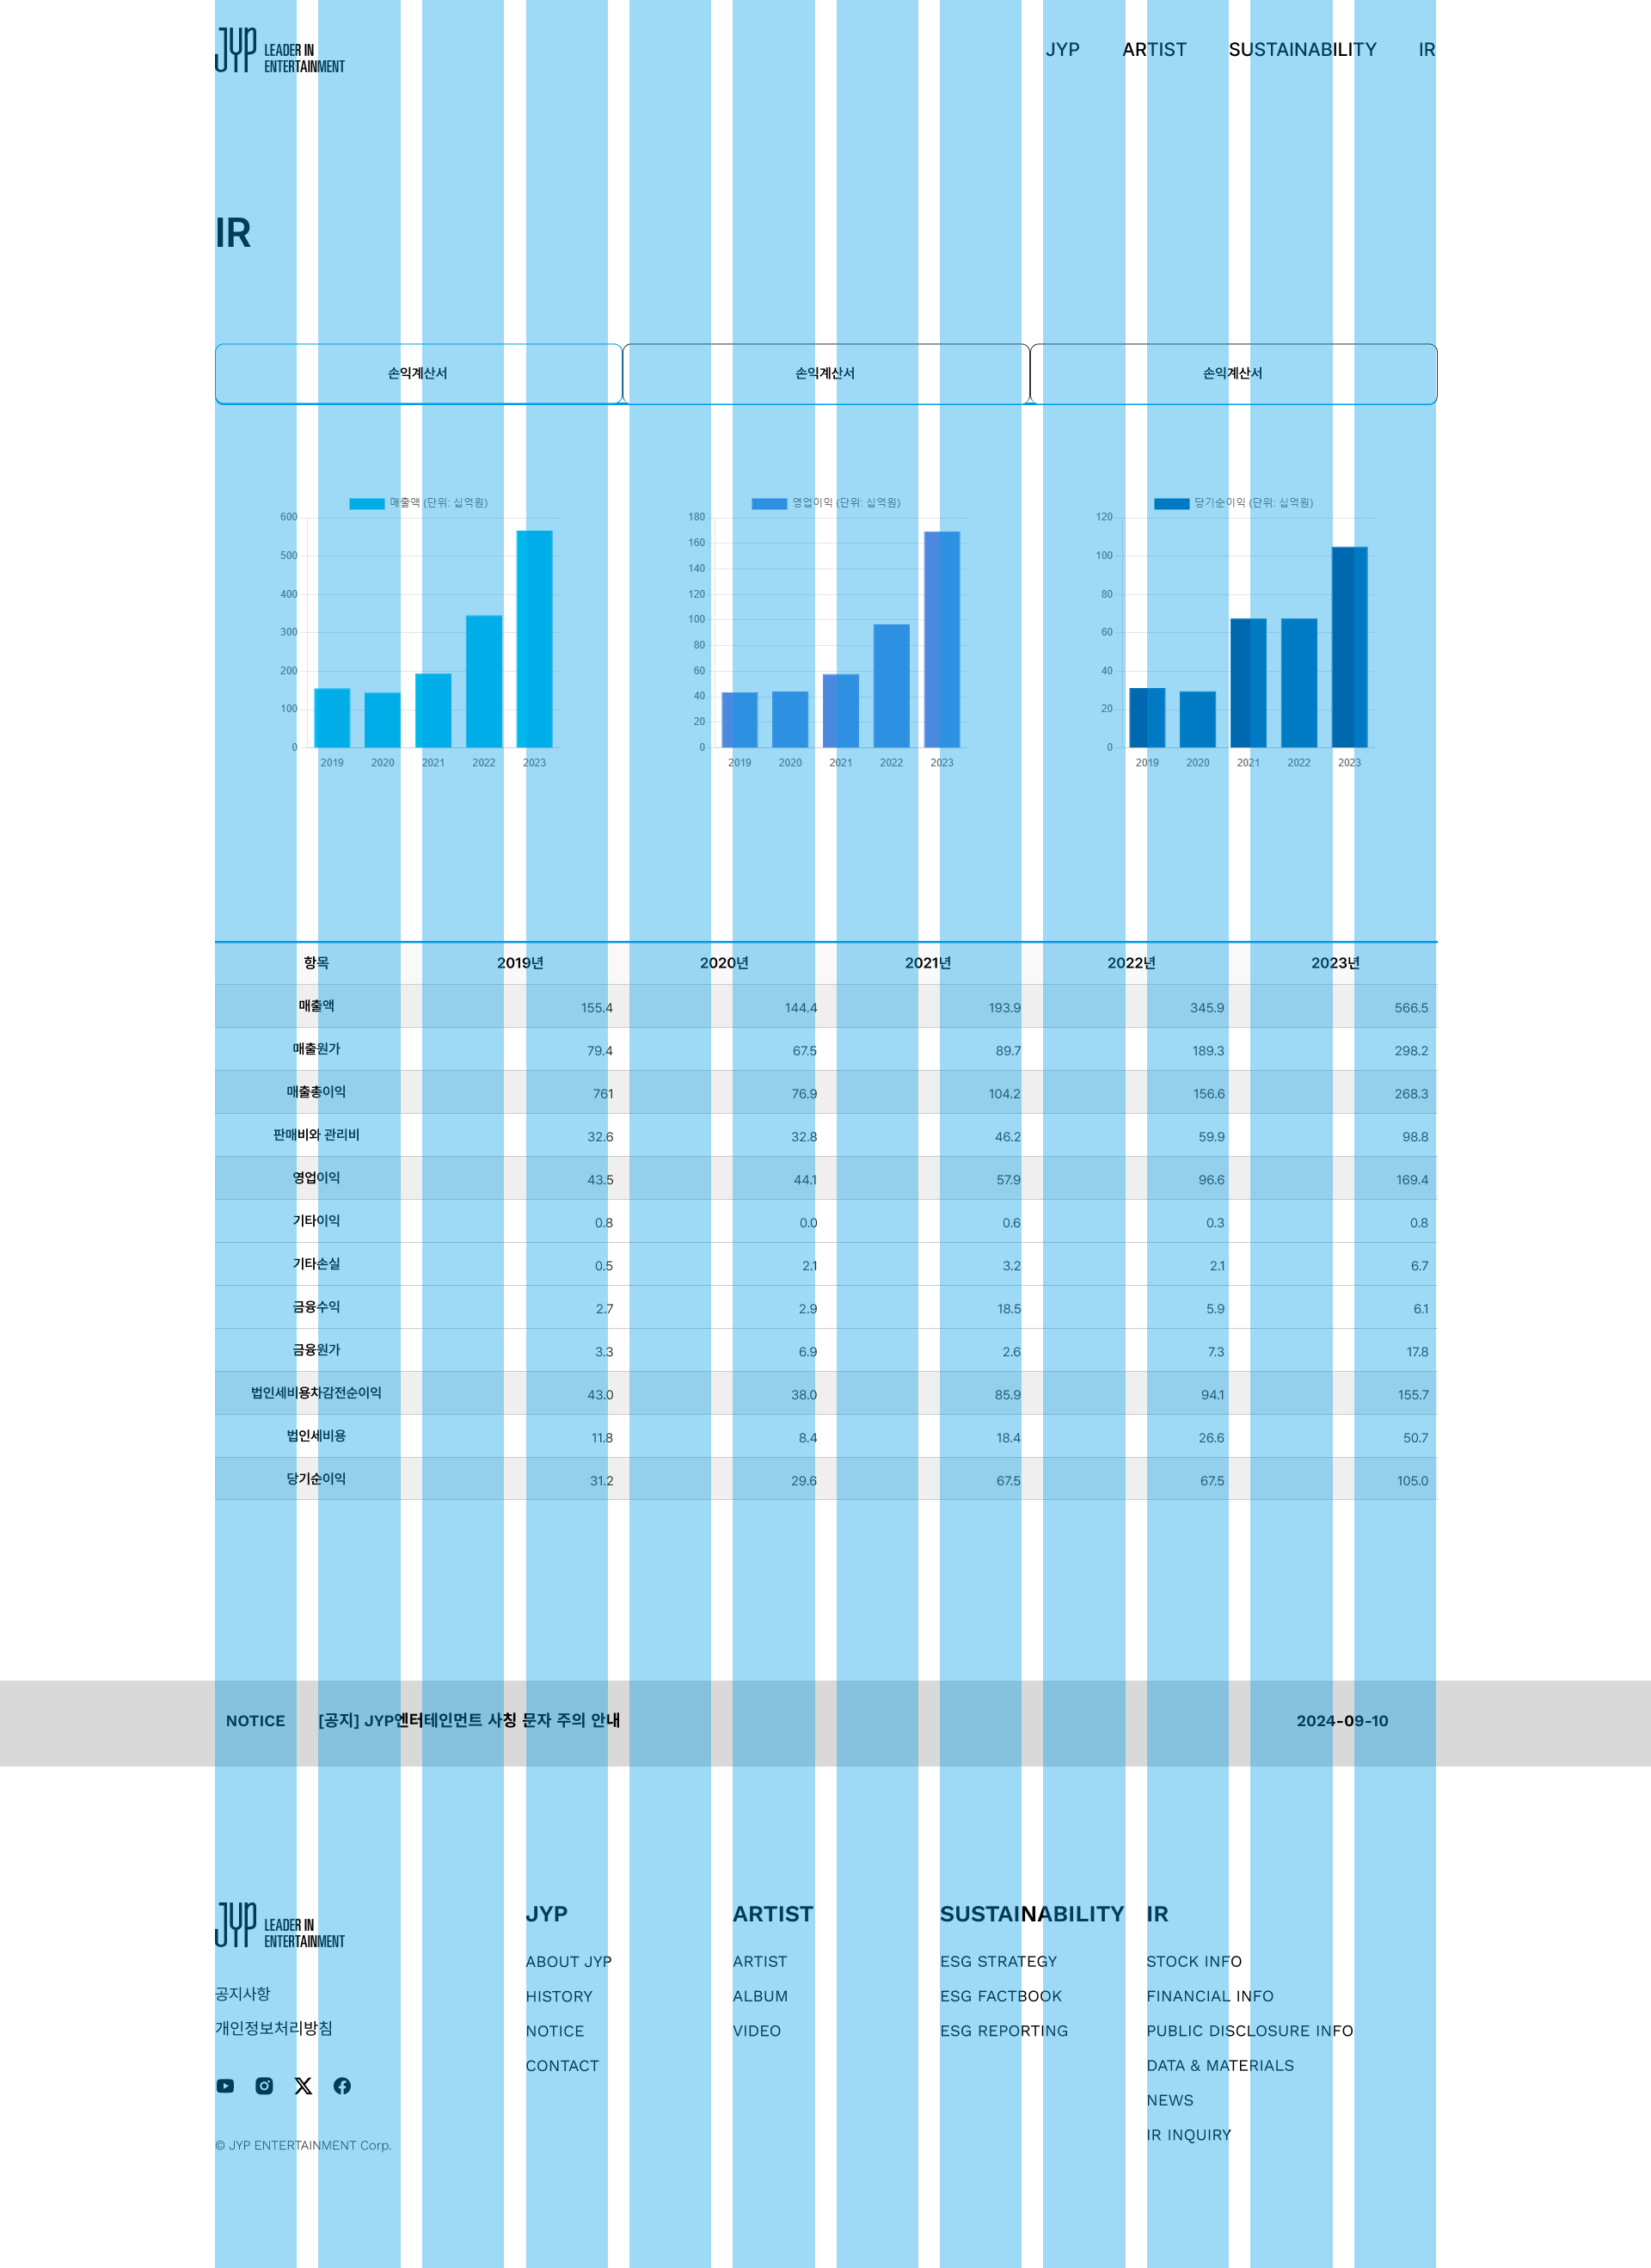 JYP LEADER IN
ENTERTAINMENT
JYP ARTIST SUSTAINABILITY IR
IR
손익계산서 손익계산서 손익계산서
매출액 (단위: 십억원)
600
500
400
300
200
100
0
2019 2020 2021 2022 2023
영업이익 (단위: 십억원)
180
160
140
120
100
80
60
40
20
0
2019 2020 2021 2022 2023
당기순이익 (단위: 십억원)
120
100
80
60
40
20
0
2019 2020 2021 2022 2023
항목 2019년 2020년 2021년 2022년 2023년
매출액 155.4 144.4 193.9 345.9 566.5
매출원가 79.4 67.5 89.7 189.3 298.2
매출총이익 761 76.9 104.2 156.6 268.3
판매비와 관리비 32.6 32.8 46.2 59.9 98.8
영업이익 43.5 44.1 57.9 96.6 169.4
기타이익 0.8 0.0 0.6 0.3 0.8
기타손실 0.5 2.1 3.2 2.1 6.7
금융수익 2.7 2.9 18.5 5.9 6.1
금융원가 3.3 6.9 2.6 7.3 17.8
법인세비용차감전순이익 43.0 38.0 85.9 94.1 155.7
법인세비용 11.8 8.4 18.4 26.6 50.7
당기순이익 31.2 29.6 67.5 67.5 105.0
NOTICE [공지] JYP엔터테인먼트 사칭 문자 주의 안내 2024-09-10
JYP LEADER IN
ENTERTAINMENT
공지사항
개인정보처리방침
© JYP ENTERTAINMENT Corp.
JYP
ABOUT JYP
HISTORY
NOTICE
CONTACT
ARTIST
ARTIST
ALBUM
VIDEO
SUSTAINABILITY
ESG STRATEGY
ESG FACTBOOK
ESG REPORTING
IR
STOCK INFO
FINANCIAL INFO
PUBLIC DISCLOSURE INFO
DATA & MATERIALS
NEWS
IR INQUIRY